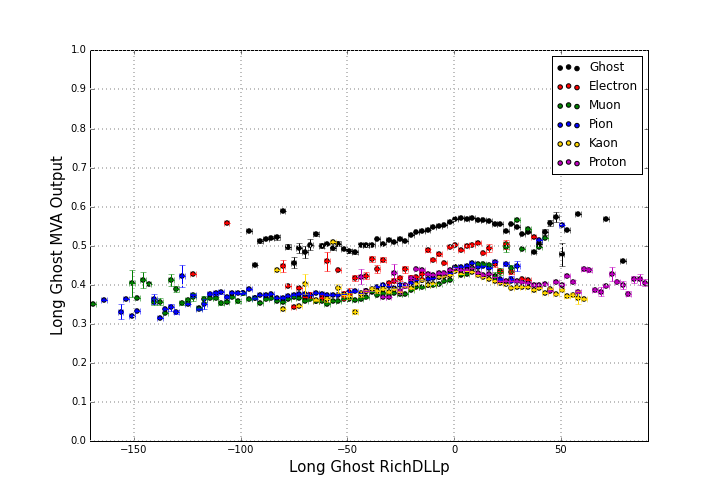 1.0
0.9
0.8
0.7
0.6
0.5
0.4
0.3
0.2
0.1
0.0
Long Ghost MVA Output
Ghost
Electron
Muon
Pion
Kaon
Proton
−150 −100 −50 0 50
Long Ghost RichDLLp